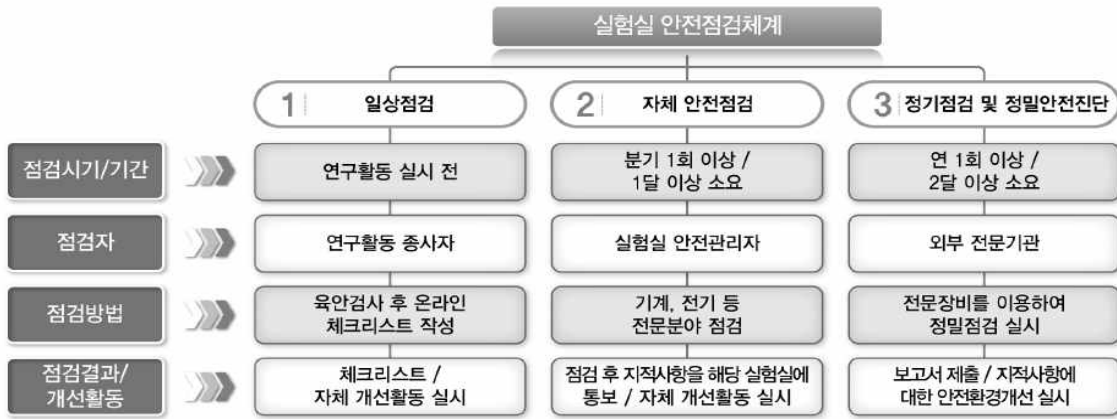 실험실 안전점검체계
1 일상점검
2 자체 안전점검
3 정기점검 및 정밀안전진단
점검시기/기간
연구활동 실시 전
분기 1회 이상 /
1달 이상 소요
연 1회 이상 /
2달 이상 소요
점검자
연구활동 종사자
실험실 안전관리자
외부 전문기관
점검방법
육안검사 후 온라인
체크리스트 작성
기계, 전기 등
전문분야 점검
전문장비를 이용하여
정밀점검 실시
점검결과/
개선활동
체크리스트 /
자체 개선활동 실시
점검 후 지적사항을 해당 실험실에
통보 / 자체 개선활동 실시
보고서 제출 / 지적사항에
대한 안전환경개선 실시